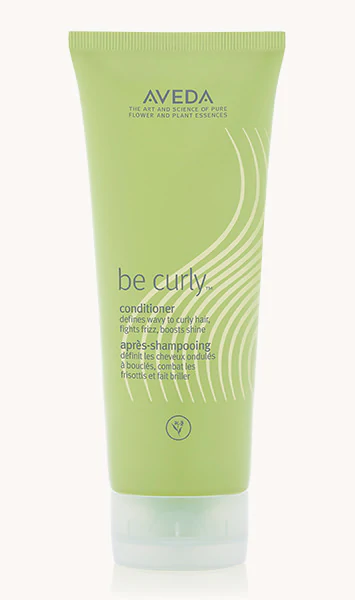 AVEDA
THE ART AND SCIENCE OF PURE
FLOWER AND PLANT ESSENCES
be curly™
conditioner
defines wavy to curly hair,
fights frizz, boosts shine
après-shampooing
définit les cheveux ondulés
à bouclés, combat les
frisottis et fait briller